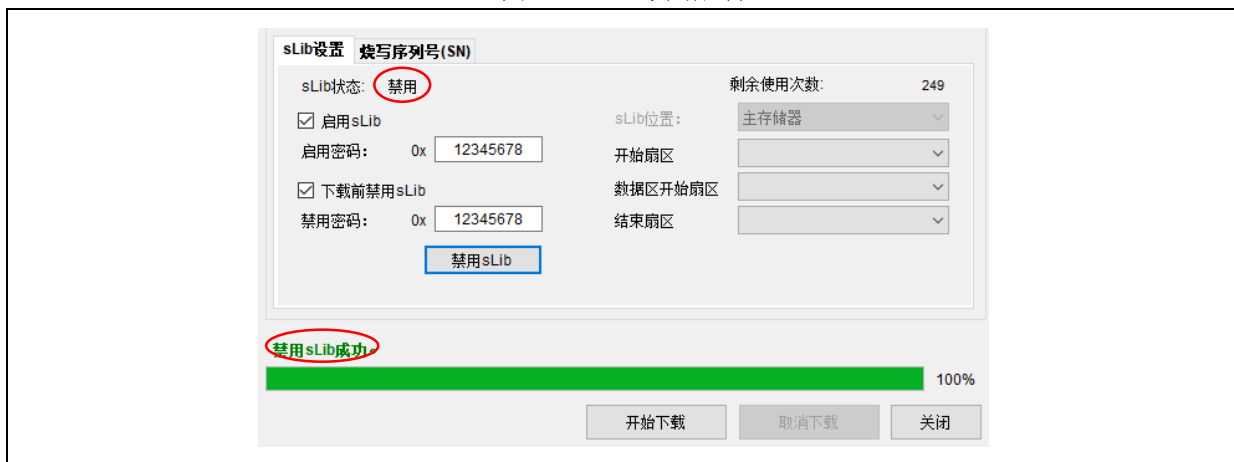 sLib设置 烧写序列号(SN)
sLib状态: 禁用 剩余使用次数: 249
启用sLib sLib位置: 主存储器
启用密码: 0x 12345678 开始扇区
下载前禁用sLib 数据区开始扇区
禁用密码: 0x 12345678 结束扇区
禁用sLib
禁用sLib成功。
100%
开始下载 取消下载 关闭